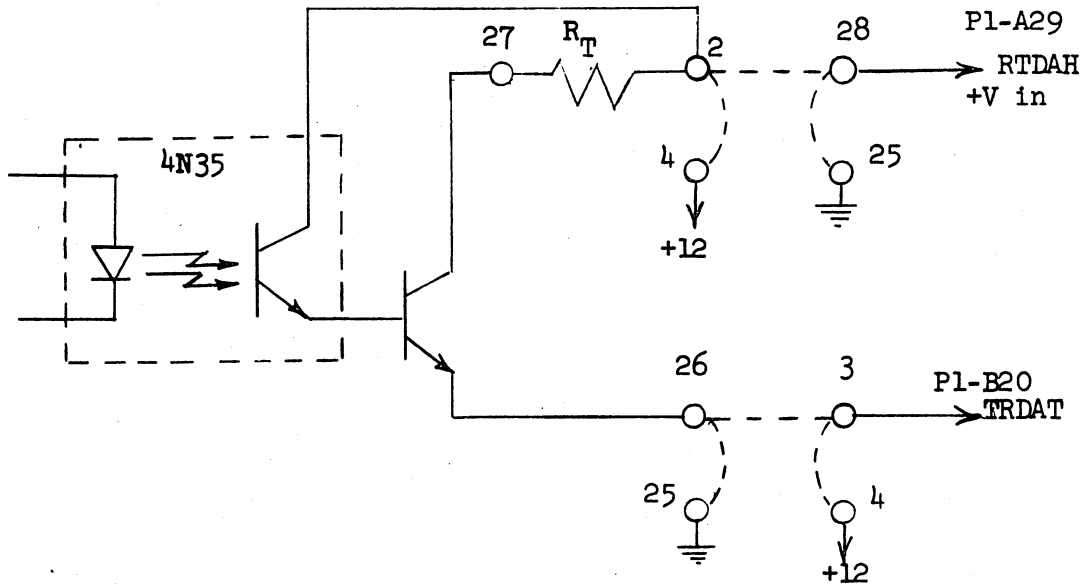 P1-A29
27
R_T
2
28
RTDAH
+V in
4N35
4
25
+12
26
3
P1-B20
TRDAT
25
4
+12